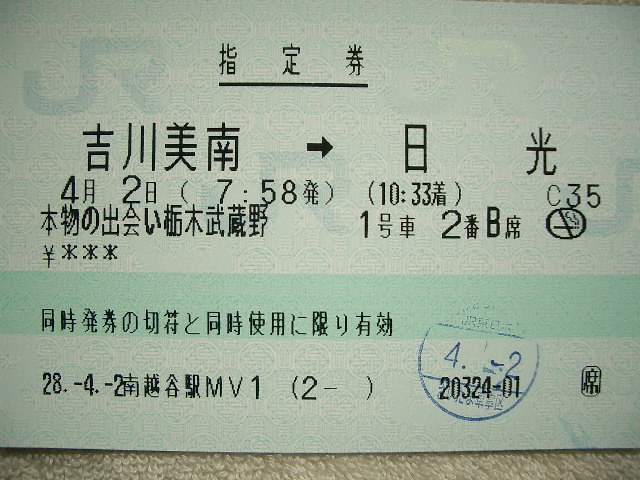 指定券
吉川美南 → 日光
4月 2日 ( 7:58発) (10:33着) C35
本物の出会い栃木武蔵野 1号車 2番B席
¥***
同時発券の切符と同時使用に限り有効
28.-4.-2南越谷駅MV1 (2- ) 20324-01 席
4. 2
JR